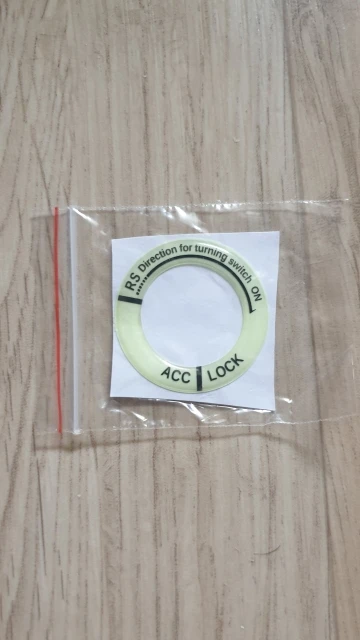 RS Direction for turning switch ON
ACC LOCK